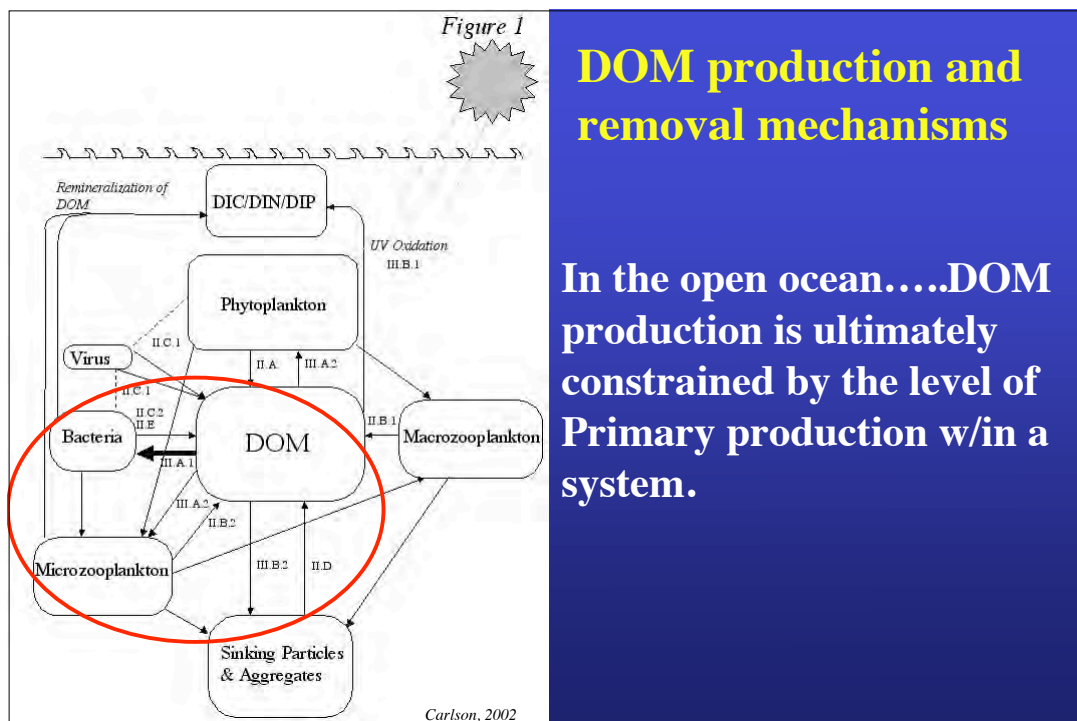 Figure 1
Remineralization of
DOM
DIC/DIN/DIP
UV Oxidation
III.B.1
Phytoplankton
II.C.1
Virus
II.A.
III.A.2
II.C.1
II.C.2
II.E
Bacteria
DOM
II.B.1
Macrozooplankton
III.A.1
III.A.2
II.B.2
Microzooplankton
III.B.2
II.D
Sinking Particles
& Aggregates
Carlson, 2002
DOM production and
removal mechanisms
In the open ocean…..DOM
production is ultimately
constrained by the level of
Primary production w/in a
system.